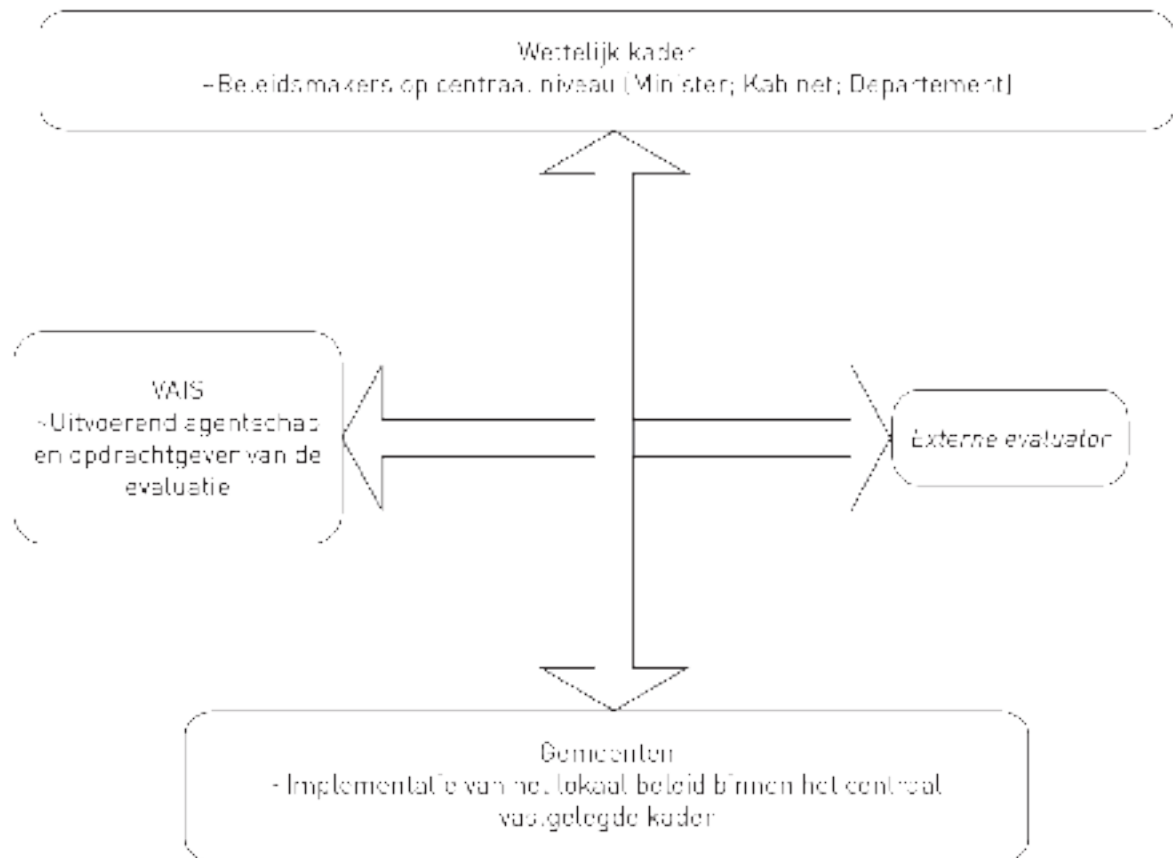 Wettelijk kader
~Beleidsmakers op centraal niveau (Minister; Kabinet; Departement)
VAIS
~Uitvoerend agentschap
en opdrachtgever van de
evaluatie
Externe evaluator
Gemeenten
~Implementatie van het lokaal beleid binnen het centraal
vastgelegde kader